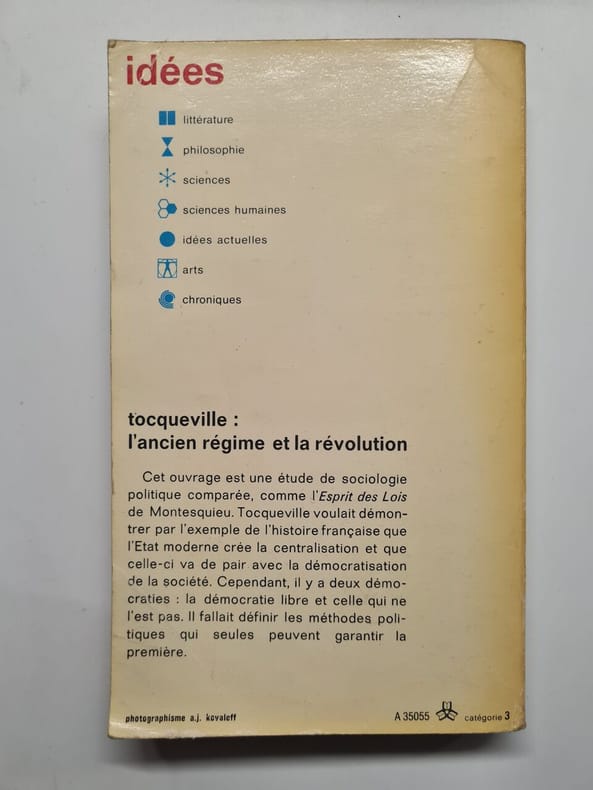 idées
littérature
philosophie
sciences
sciences humaines
idées actuelles
arts
chroniques
tocqueville :
l'ancien régime et la révolution
Cet ouvrage est une étude de sociologie
politique comparée, comme l'Esprit des Lois
de Montesquieu. Tocqueville voulait démon-
trer par l'exemple de l'histoire française que
l'Etat moderne crée la centralisation et que
celle-ci va de pair avec la démocratisation
de la société. Cependant, il y a deux démo-
craties : la démocratie libre et celle qui ne
l'est pas. Il fallait définir les méthodes poli-
tiques qui seules peuvent garantir la
première.
photographisme a.j. kovaleff
A 35055 catégorie 3